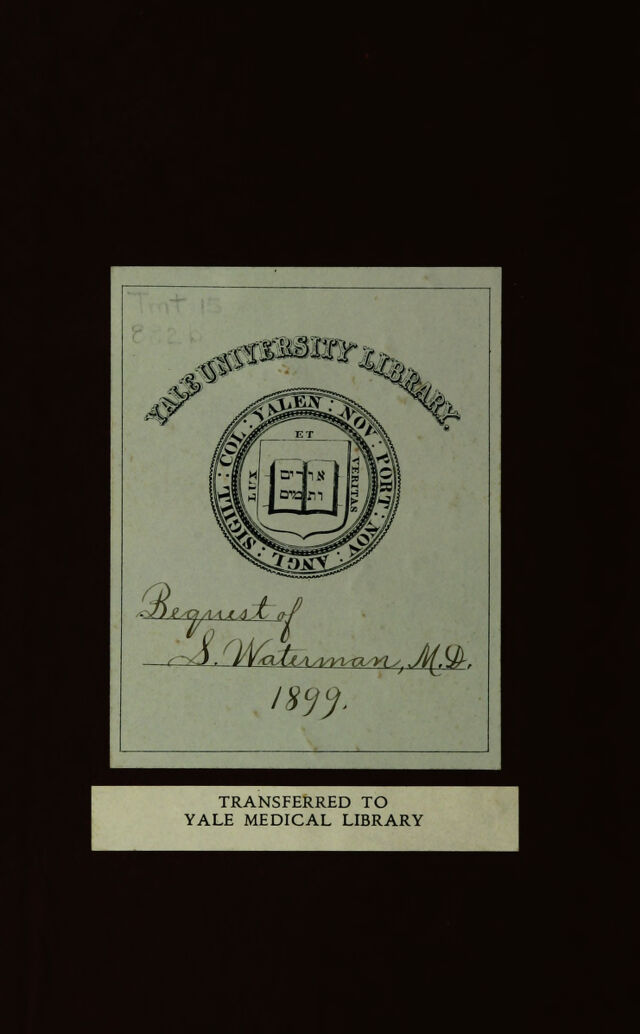 Tmt 15
YALE UNIVERSITY LIBRARY.
SIGILL : COL : YALEN : NOV : PORT : NOV : ANGL :
ET
LUX
VERITAS
אורים
ותמים
Bequest of
S. Waterman, M.D.
1899.
TRANSFERRED TO
YALE MEDICAL LIBRARY